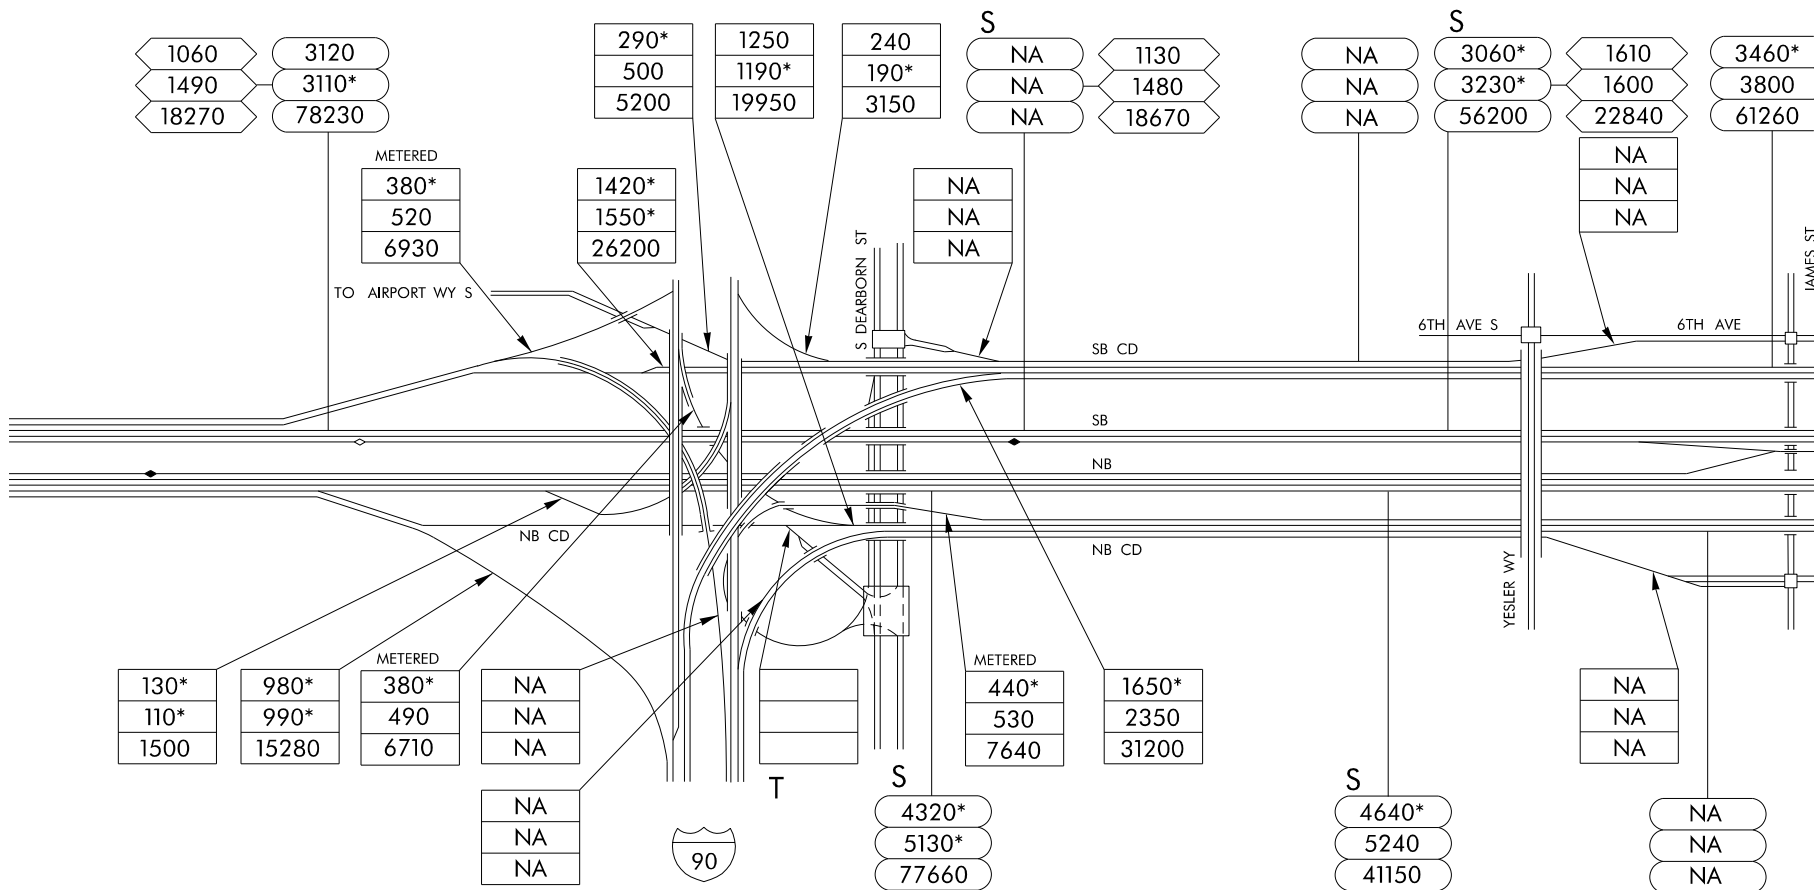 1060
1490
18270
3120
3110*
78230
290*
500
5200
1250
1190*
19950
240
190*
3150
S
NA
NA
NA
1130
1480
18670
NA
NA
NA
S
3060*
3230*
56200
1610
1600
22840
3460*
3800
61260
METERED
380*
520
6930
1420*
1550*
26200
NA
NA
NA
NA
NA
NA
TO AIRPORT WY S
S DEARBORN ST
JAMES ST
6TH AVE S
6TH AVE
SB CD
SB
NB
NB CD
NB CD
YESLER WY
130*
110*
1500
980*
990*
15280
METERED
380*
490
6710
NA
NA
NA
METERED
440*
530
7640
1650*
2350
31200
NA
NA
NA
T
NA
NA
NA
90
S
4320*
5130*
77660
S
4640*
5240
41150
NA
NA
NA